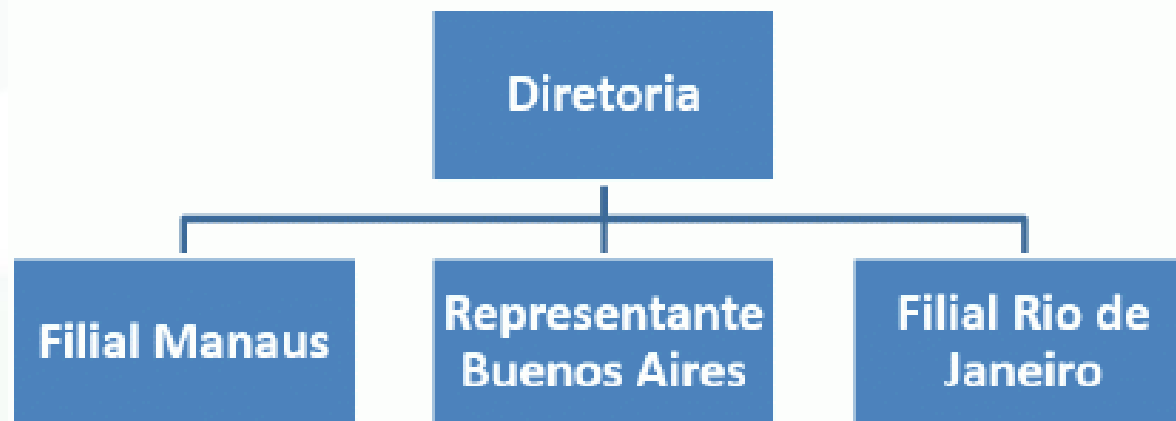 Diretoria
Filial Manaus
Representante
Buenos Aires
Filial Rio de
Janeiro